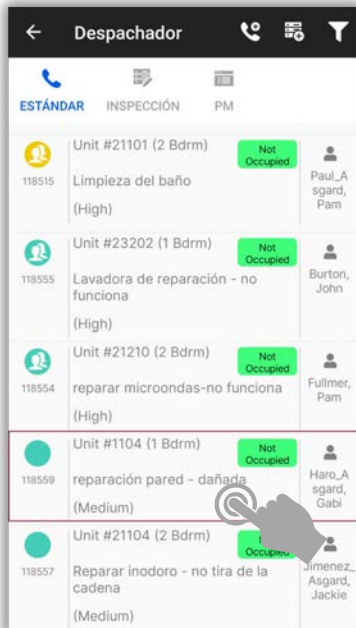 Despachador
ESTÁNDAR INSPECCIÓN PM
Unit #21101 (2 Bdrm)
Not
Occupied
118515
Limpieza del baño
(High)
Paul_A
sgard,
Pam
Unit #23202 (1 Bdrm)
Not
Occupied
118555
Lavadora de reparación - no
funciona
(High)
Burton,
John
Unit #21210 (2 Bdrm)
Not
Occupied
118554
reparar microondas-no funciona
(High)
Fullmer,
Pam
Unit #1104 (1 Bdrm)
Not
Occupied
118559
reparación pared - dañada
(Medium)
Haro_A
sgard,
Gabi
Unit #21104 (2 Bdrm)
Occupied
118557
Reparar inodoro - no tira de la
cadena
(Medium)
Jimenez_
Asgard,
Jackie